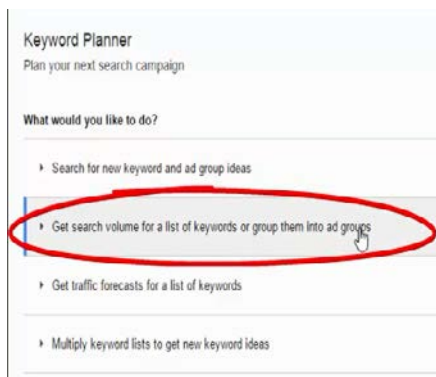 Keyword Planner
Plan your next search campaign
What would you like to do?
Search for new keyword and ad group ideas
Get search volume for a list of keywords or group them into ad groups
Get traffic forecasts for a list of keywords
Multiply keyword lists to get new keyword ideas